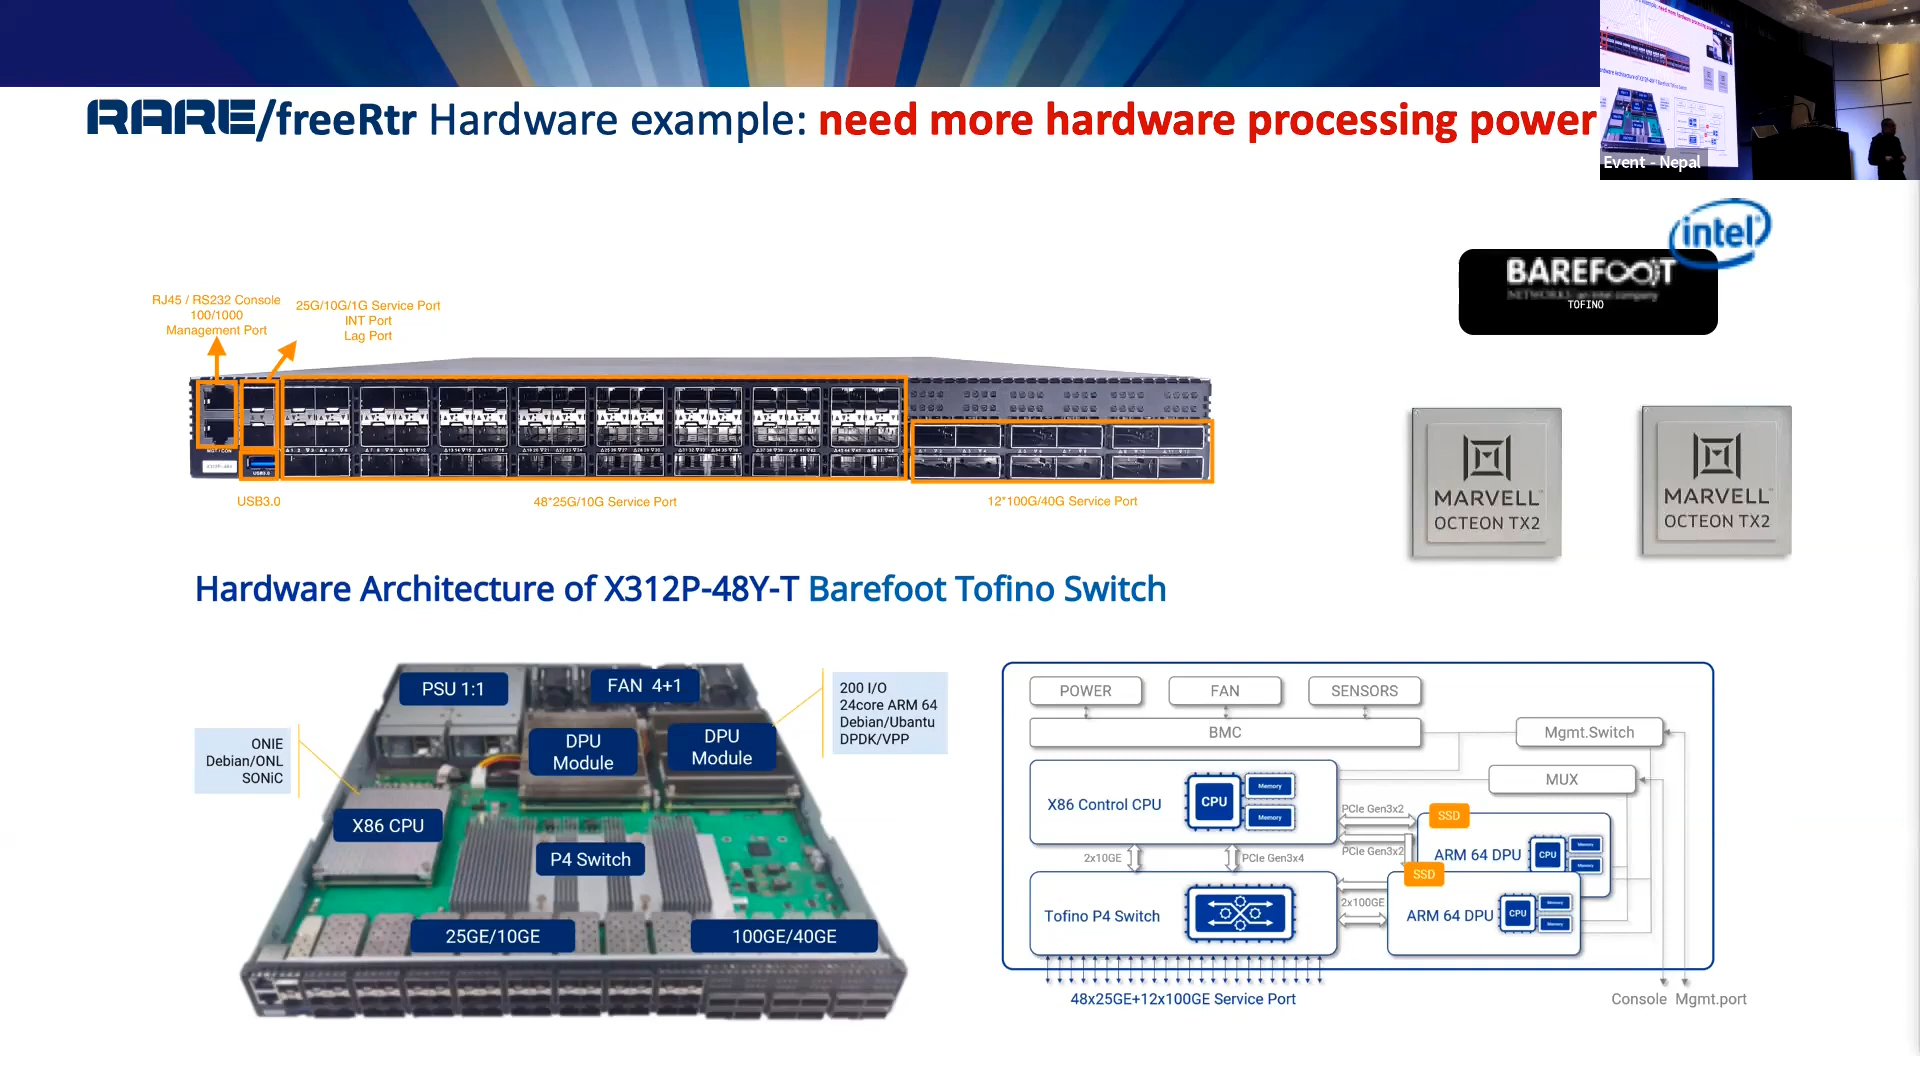 RARE/freeRtr Hardware example: need more hardware processing power
Event - Nepal
intel
BAREFOOT
TOFINO
RJ45 / RS232 Console
100/1000
Management Port
25G/10G/1G Service Port
INT Port
Lag Port
USB3.0
48*25G/10G Service Port
12*100G/40G Service Port
MARVELL
OCTEON TX2
MARVELL
OCTEON TX2
Hardware Architecture of X312P-48Y-T Barefoot Tofino Switch
PSU 1:1
FAN 4+1
DPU
Module
DPU
Module
200 I/O
24core ARM 64
Debian/Ubantu
DPDK/VPP
ONIE
Debian/ONL
SONiC
X86 CPU
P4 Switch
25GE/10GE
100GE/40GE
POWER
FAN
SENSORS
BMC
Mgmt.Switch
MUX
X86 Control CPU
CPU
Memory
Memory
PCIe Gen3x2
PCIe Gen3x2
SSD
ARM 64 DPU
CPU
Memory
Memory
2x10GE
PCIe Gen3x4
SSD
Tofino P4 Switch
2x100GE
ARM 64 DPU
CPU
Memory
Memory
48x25GE+12x100GE Service Port
Console Mgmt.port